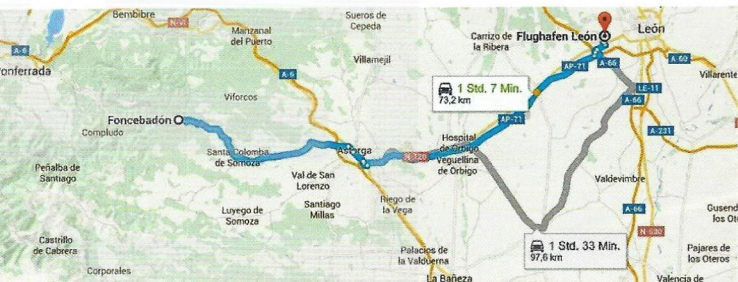 Bembibre
N-VI
Manzanal
del Puerto
Sueros de
Cepeda
Carrizo de
la Ribera
Flughafen León
León
A-6
onferrada
Villamejil
A-6
AP-71
A-66
A-60
Villarente
1 Std. 7 Min.
73,2 km
LE-11
A-66
Viforcos
AP-71
Foncebadón
Compludo
A-231
Hospital
de Órbigo
Veguellina
de Orbigo
Santa Colomba
de Somoza
Astorga
N-120
Peñalba de
Santiago
Val de San
Lorenzo
Valdevimbre
Luyego de
Somoza
Santiago
Millas
Riego de
la Vega
A-66
Gusend
los Ot
N-630
Castrillo
de Cabrera
1 Std. 33 Min.
97,6 km
Palacios de
la Valduerna
Pajares de
los Oteros
Corporales
La Bañeza
Valencia de